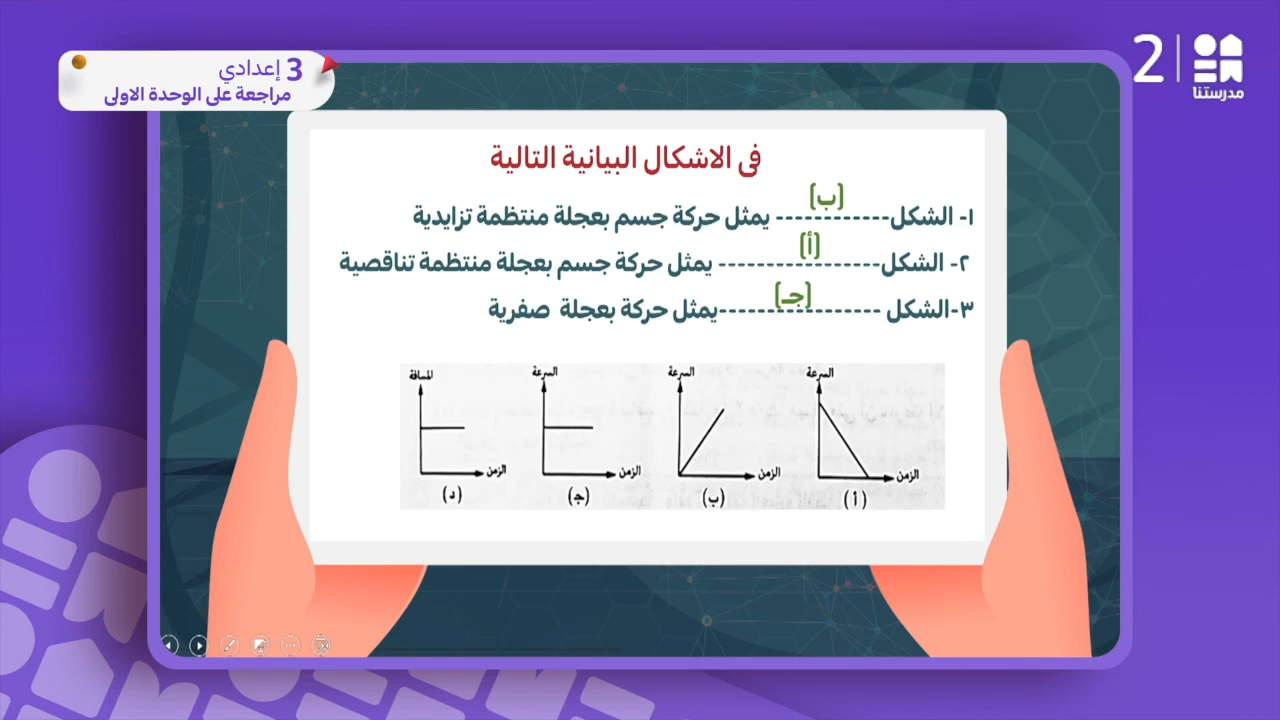 3 إعدادي
مراجعة على الوحدة الاولى
2
مدرستنا
فى الاشكال البيانية التالية
١- الشكل------------ يمثل حركة جسم بعجلة منتظمة تزايدية
(ب)
٢- الشكل---------------- يمثل حركة جسم بعجلة منتظمة تناقصية
(أ)
٣-الشكل ----------------يمثل حركة بعجلة صفرية
(جـ)
السرعة
السرعة
السرعة
المسافة
الزمن
الزمن
الزمن
الزمن
(أ)
(ب)
(جـ)
(د)